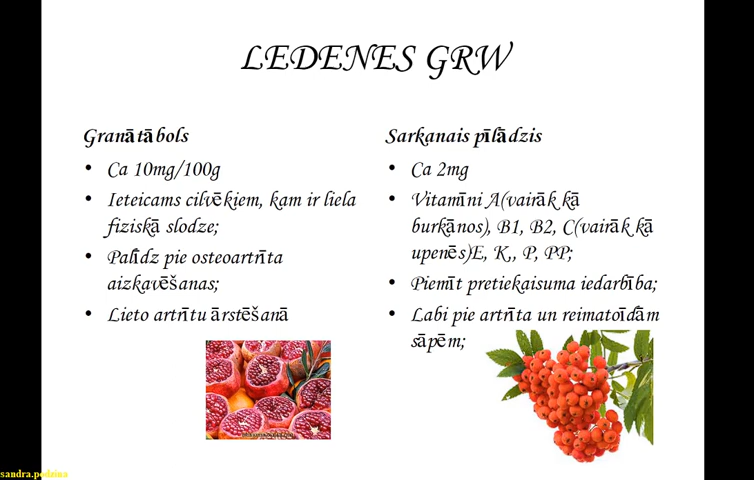 LEDENES GRW
Granātābols
• Ca 10mg/100g
• Ieteicams cilvēkiem, kam ir liela
fiziskā slodze;
• Palīdz pie osteoartrīta
aizkavēšanas;
• Lieto artrītu ārstēšanā
Sarkanais pīlādzis
• Ca 2mg
• Vitamīni A(vairāk kā
burkānos), B1, B2, C(vairāk kā
upenēs)E, K,, P, PP;
• Piemīt pretiekaisuma iedarbība;
• Labi pie artrīta un reimatoīdām
sāpēm;
sandra.podzina